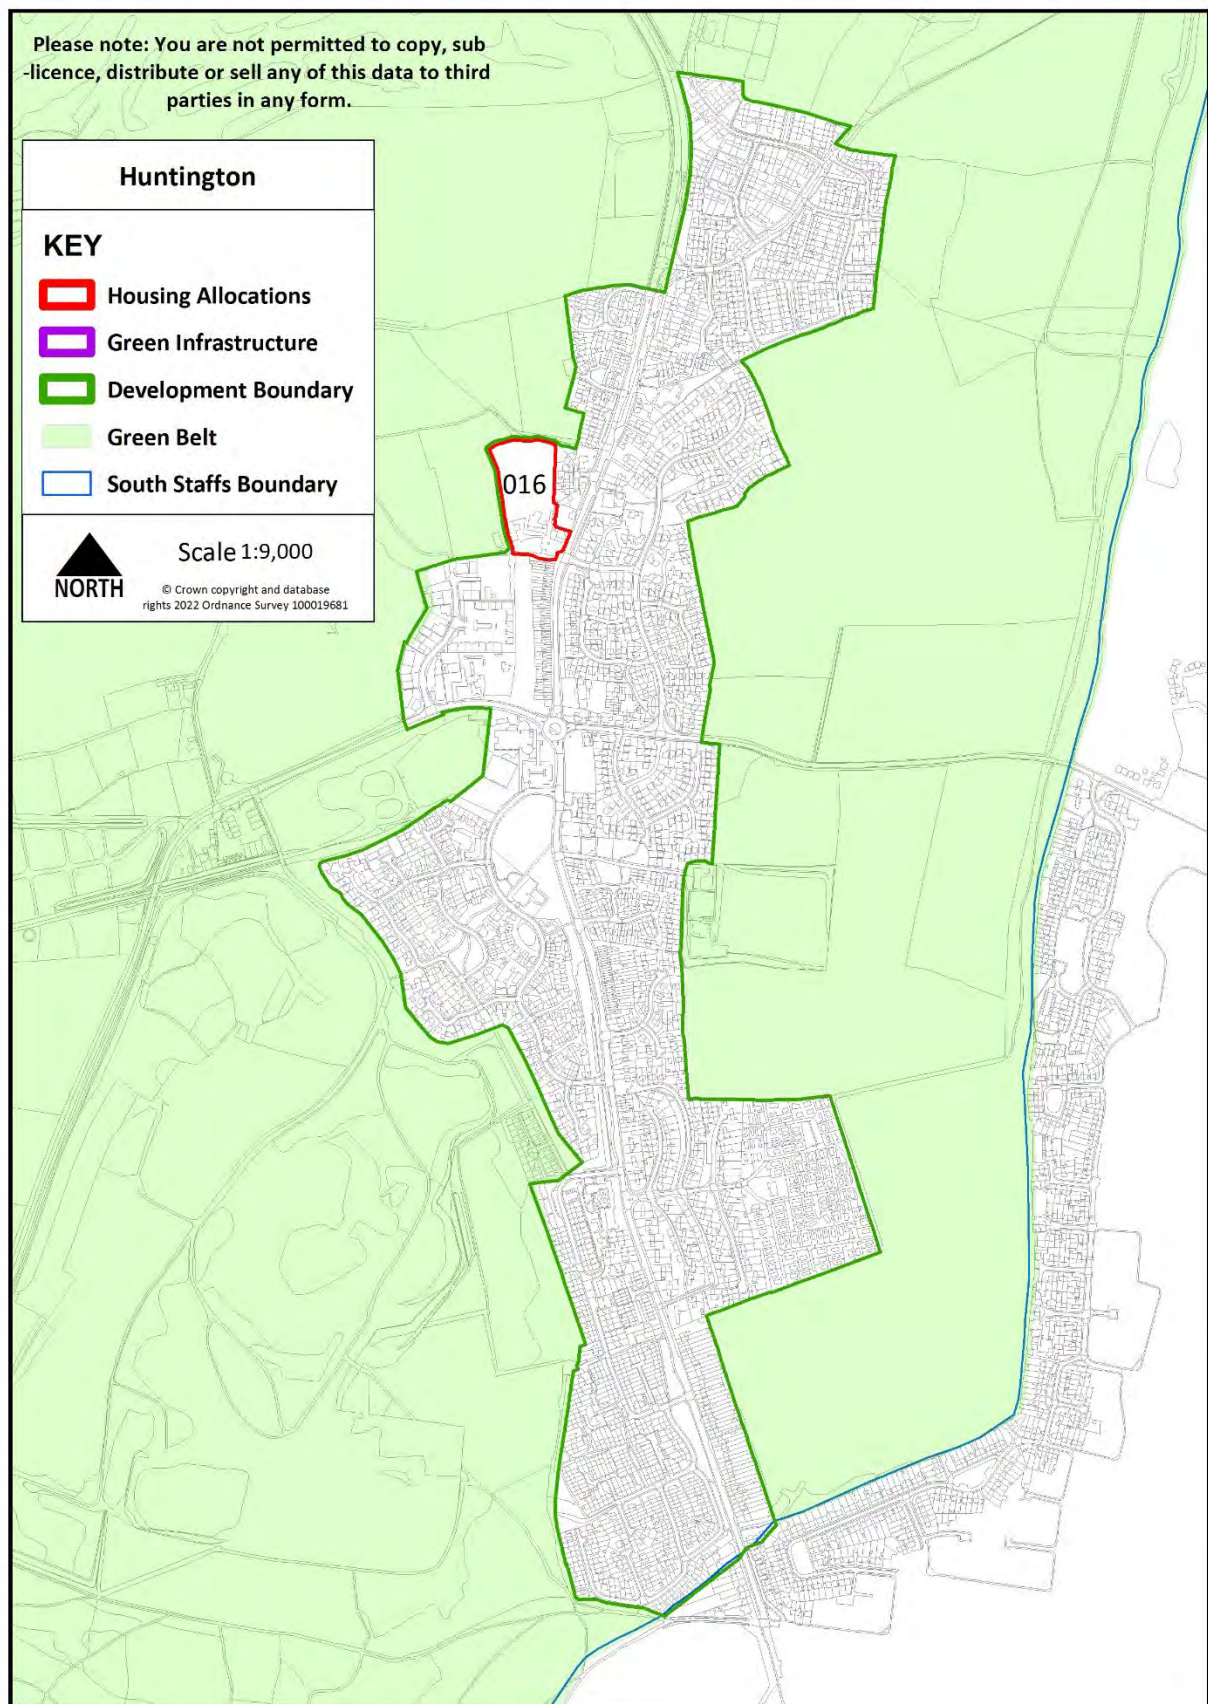 Please note: You are not permitted to copy, sub
-licence, distribute or sell any of this data to third
parties in any form.
Huntington
KEY
Housing Allocations
Green Infrastructure
Development Boundary
Green Belt
South Staffs Boundary
NORTH
Scale 1:9,000
© Crown copyright and database
rights 2022 Ordnance Survey 100019681
016